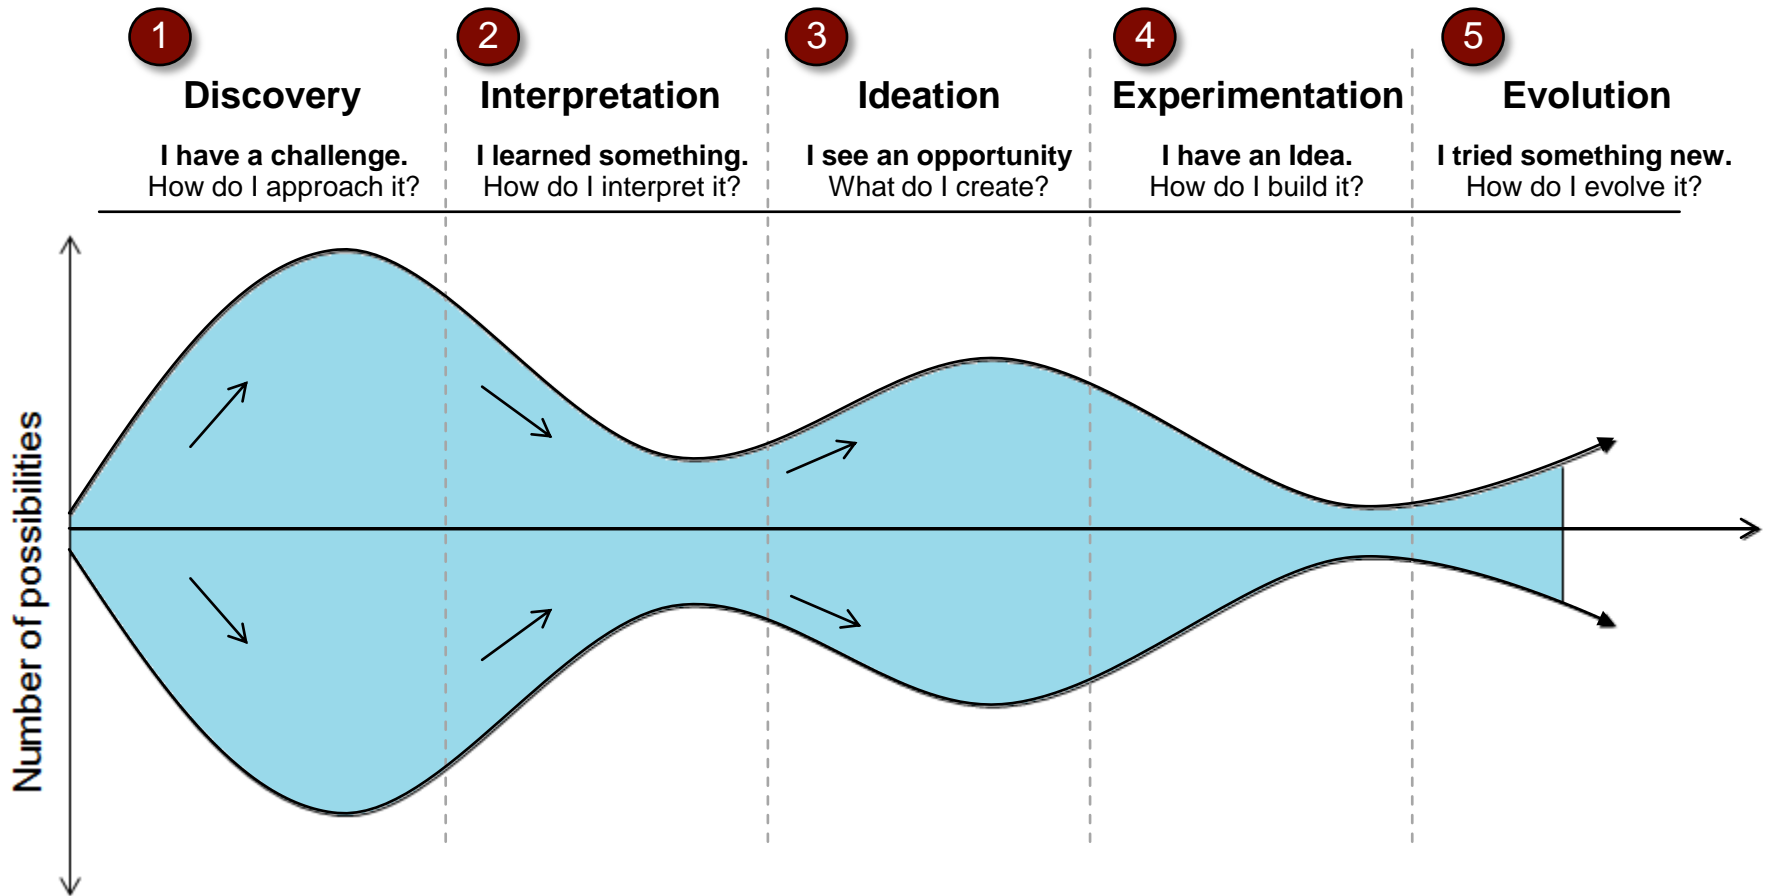 1
Discovery
I have a challenge.
How do I approach it?
2
Interpretation
I learned something.
How do I interpret it?
3
Ideation
I see an opportunity
What do I create?
4
Experimentation
I have an Idea.
How do I build it?
5
Evolution
I tried something new.
How do I evolve it?
Number of possibilities